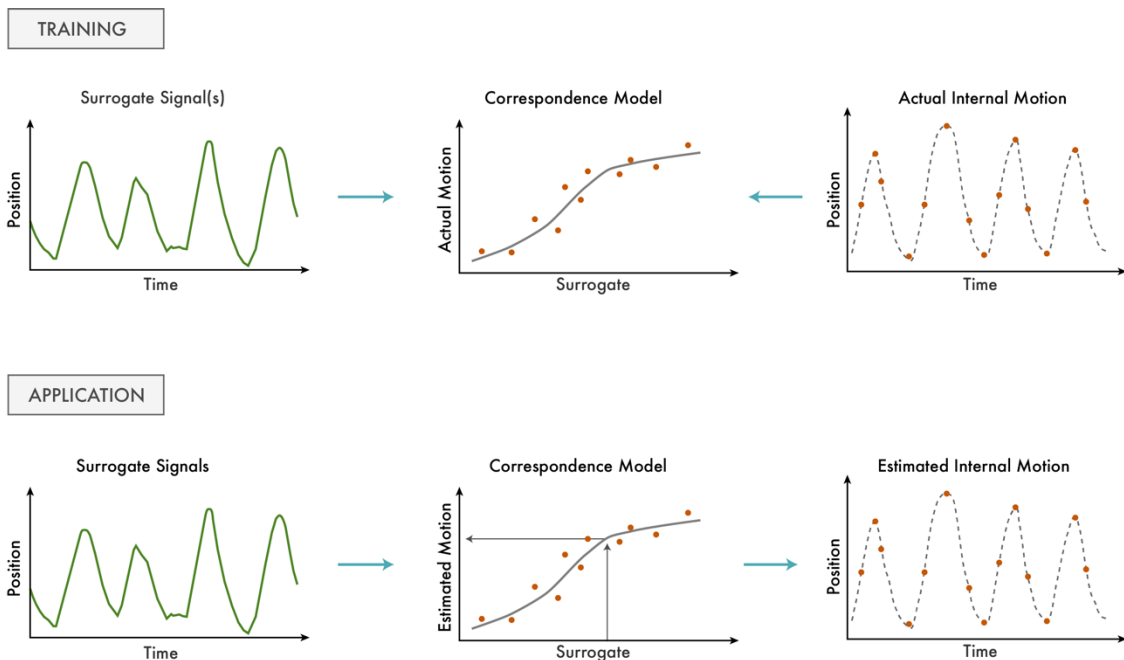 TRAINING
Surrogate Signal(s)
Correspondence Model
Actual Internal Motion
Position
Time
Actual Motion
Surrogate
Position
Time
APPLICATION
Surrogate Signals
Correspondence Model
Estimated Internal Motion
Position
Time
Estimated Motion
Surrogate
Position
Time